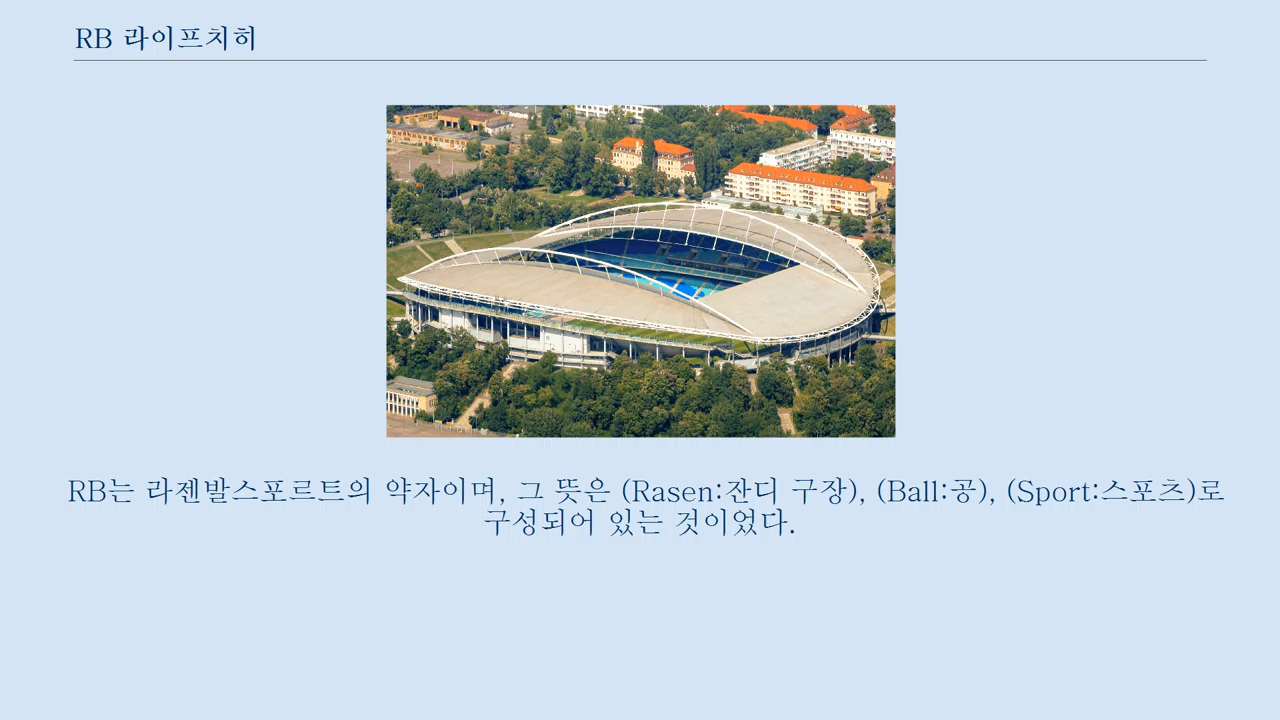 RB 라이프치히
RB는 라젠발스포르트의 약자이며, 그 뜻은 (Rasen:잔디 구장), (Ball:공), (Sport:스포츠)로
구성되어 있는 것이었다.